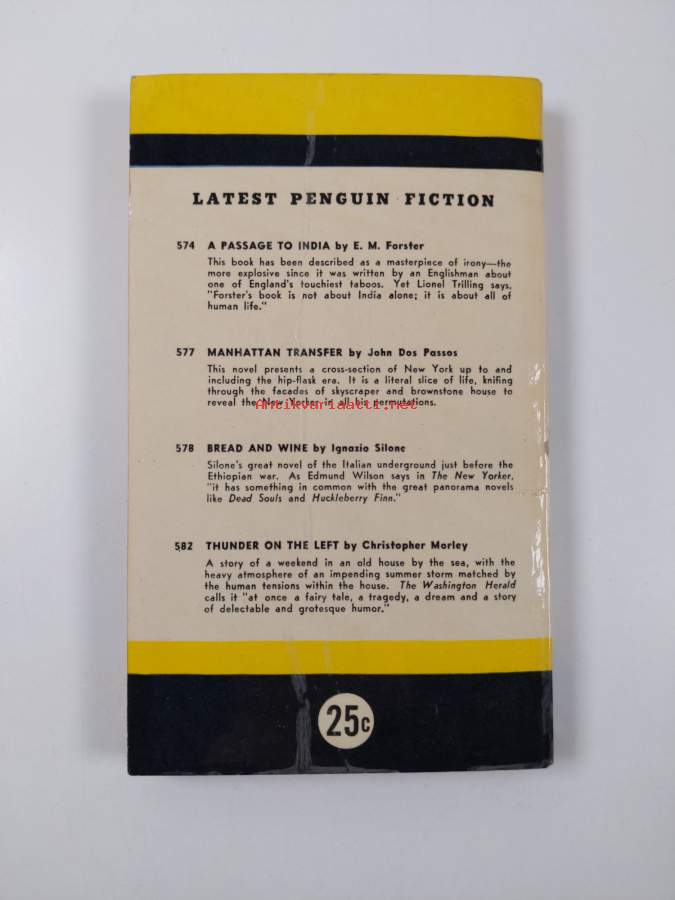 LATEST PENGUIN FICTION
574 A PASSAGE TO INDIA by E. M. Forster
This book has been described as a masterpiece of irony—the
more explosive since it was written by an Englishman about
one of England's touchiest taboos. Yet Lionel Trilling says,
"Forster's book is not about India alone; it is about all of
human life."
577 MANHATTAN TRANSFER by John Dos Passos
This novel presents a cross-section of New York up to and
including the hip-flask era. It is a literal slice of life, knifing
through the facades of skyscraper and brownstone house to
reveal the New Yorker in all his permutations.
Antikvariaatti.net
578 BREAD AND WINE by Ignazio Silone
Silone's great novel of the Italian underground just before the
Ethiopian war. As Edmund Wilson says in The New Yorker,
"it has something in common with the great panorama novels
like Dead Souls and Huckleberry Finn."
582 THUNDER ON THE LEFT by Christopher Morley
A story of a weekend in an old house by the sea, with the
heavy atmosphere of an impending summer storm matched by
the human tensions within the house. The Washington Herald
calls it "at once a fairy tale, a tragedy, a dream and a story
of delectable and grotesque humor."
25c